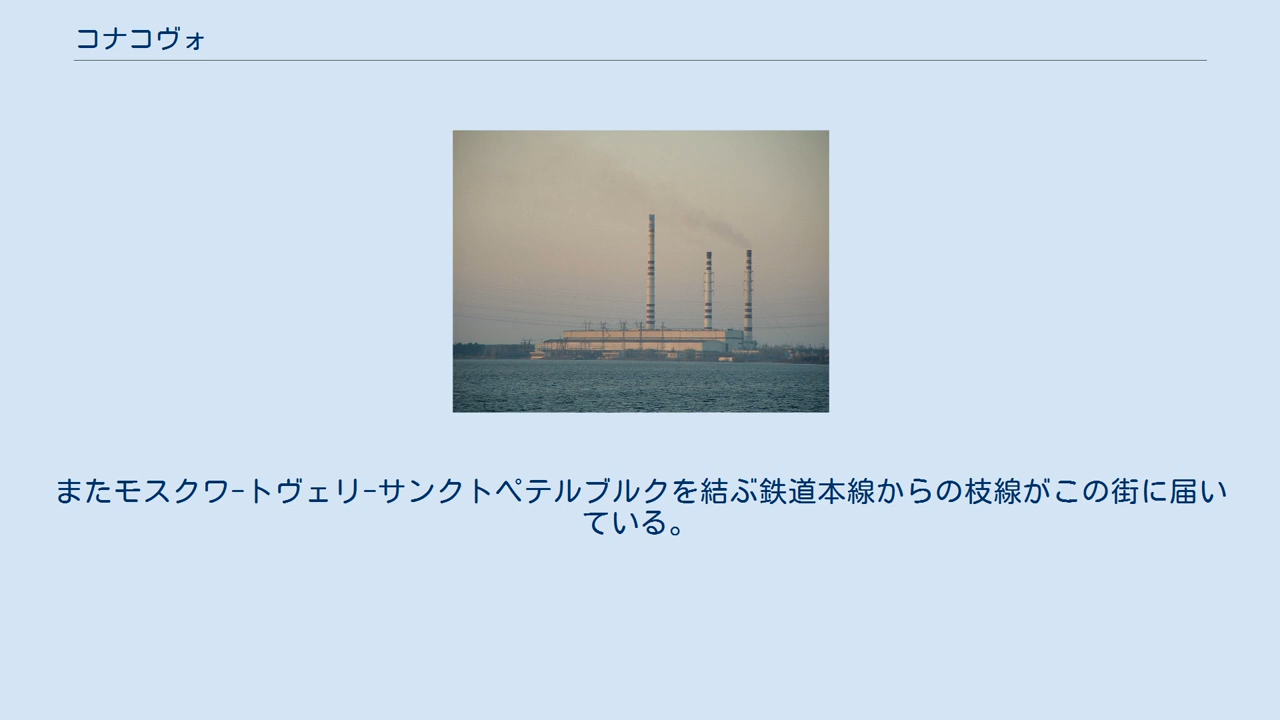 コナコヴォ
またモスクワ-トヴェリ-サンクトペテルブルクを結ぶ鉄道本線からの枝線がこの街に届い
ている。